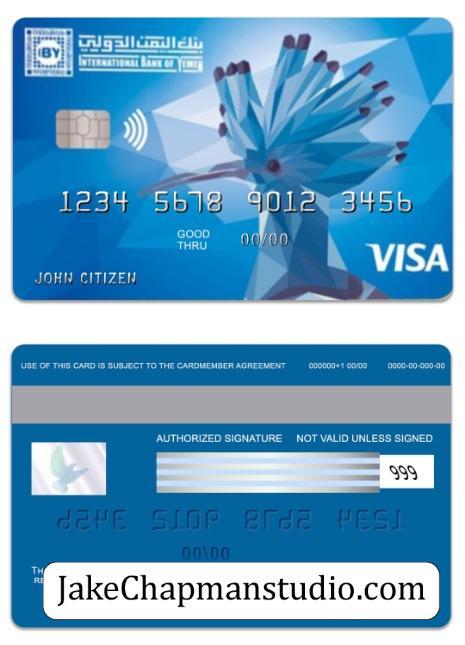 IBY
بنك اليمن الدولي
INTERNATIONAL BANK OF YEMEN
1234 5678 9012 3456
GOOD
THRU 00/00
JOHN CITIZEN
VISA
USE OF THIS CARD IS SUBJECT TO THE CARDMEMBER AGREEMENT 000000+1 00/00 0000-00-000-00
AUTHORIZED SIGNATURE NOT VALID UNLESS SIGNED
999
1234 5678 9012 3456
00/00
JakeChapmanstudio.com